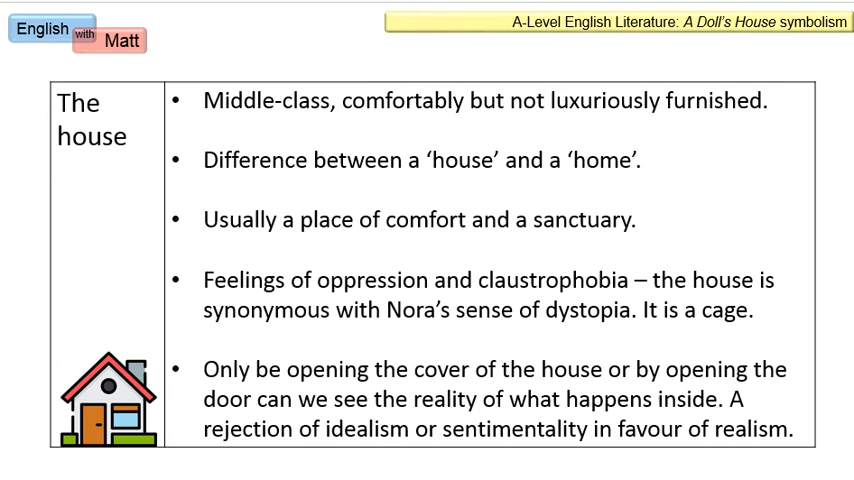 English with Matt
A-Level English Literature: A Doll's House symbolism
The
house
• Middle-class, comfortably but not luxuriously furnished.
• Difference between a ‘house’ and a ‘home’.
• Usually a place of comfort and a sanctuary.
• Feelings of oppression and claustrophobia – the house is
synonymous with Nora’s sense of dystopia. It is a cage.
• Only be opening the cover of the house or by opening the
door can we see the reality of what happens inside. A
rejection of idealism or sentimentality in favour of realism.